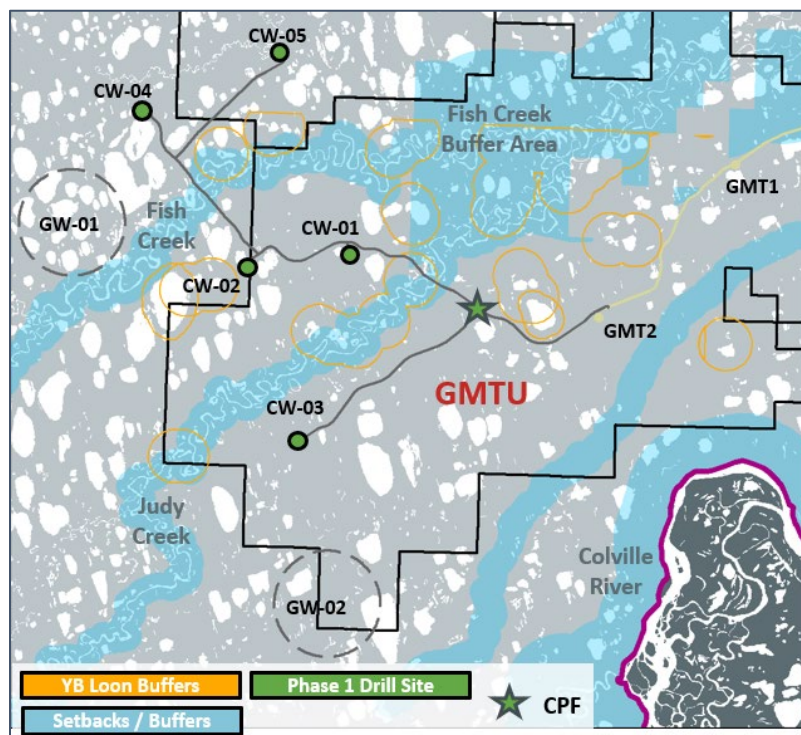 CW-05
CW-04
Fish Creek
Buffer Area
GMT1
GW-01
Fish
Creek
CW-01
CW-02
GMT2
GMTU
CW-03
Judy
Creek
Colville
River
GW-02
YB Loon Buffers
Phase 1 Drill Site
CPF
Setbacks / Buffers